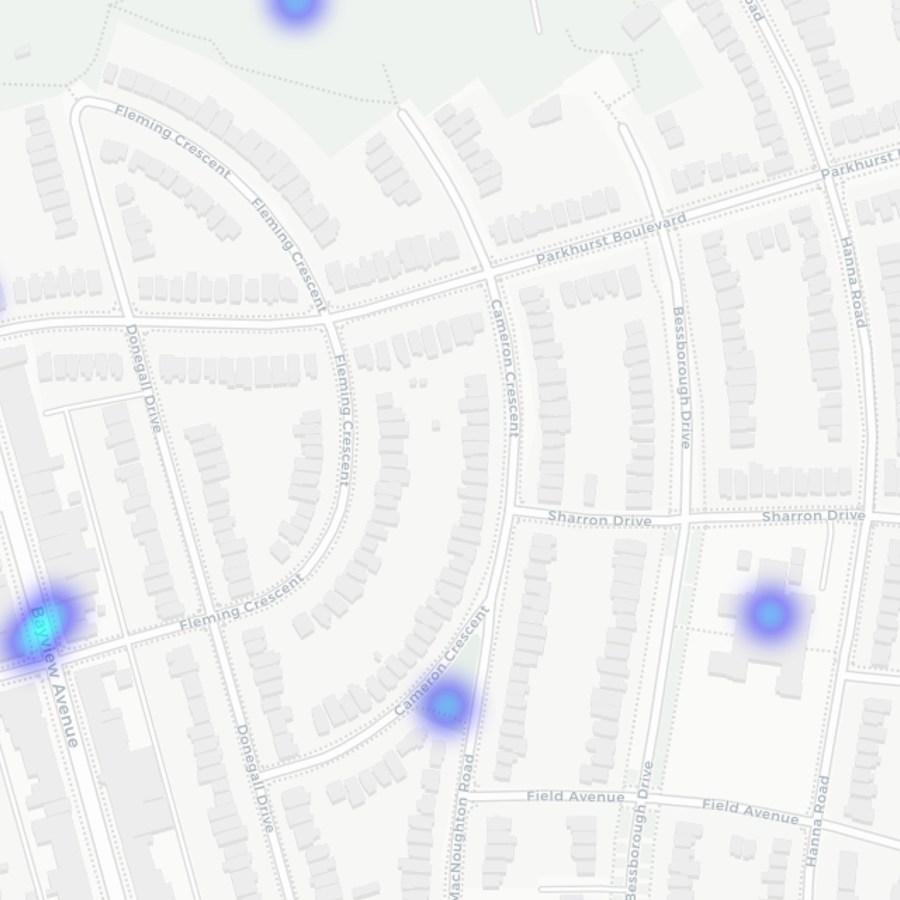 Road
Fleming Crescent
Parkhurst
Fleming Crescent
Parkhurst Boulevard
Hanna Road
Cameron Crescent
Bessborough Drive
Donegall Drive
Fleming Crescent
Sharron Drive
Sharron Drive
Fleming Crescent
Bayview Avenue
Cameron Crescent
Donegall Drive
MacNoughton Road
Field Avenue
Bessborough Drive
Field Avenue
Hanna Road